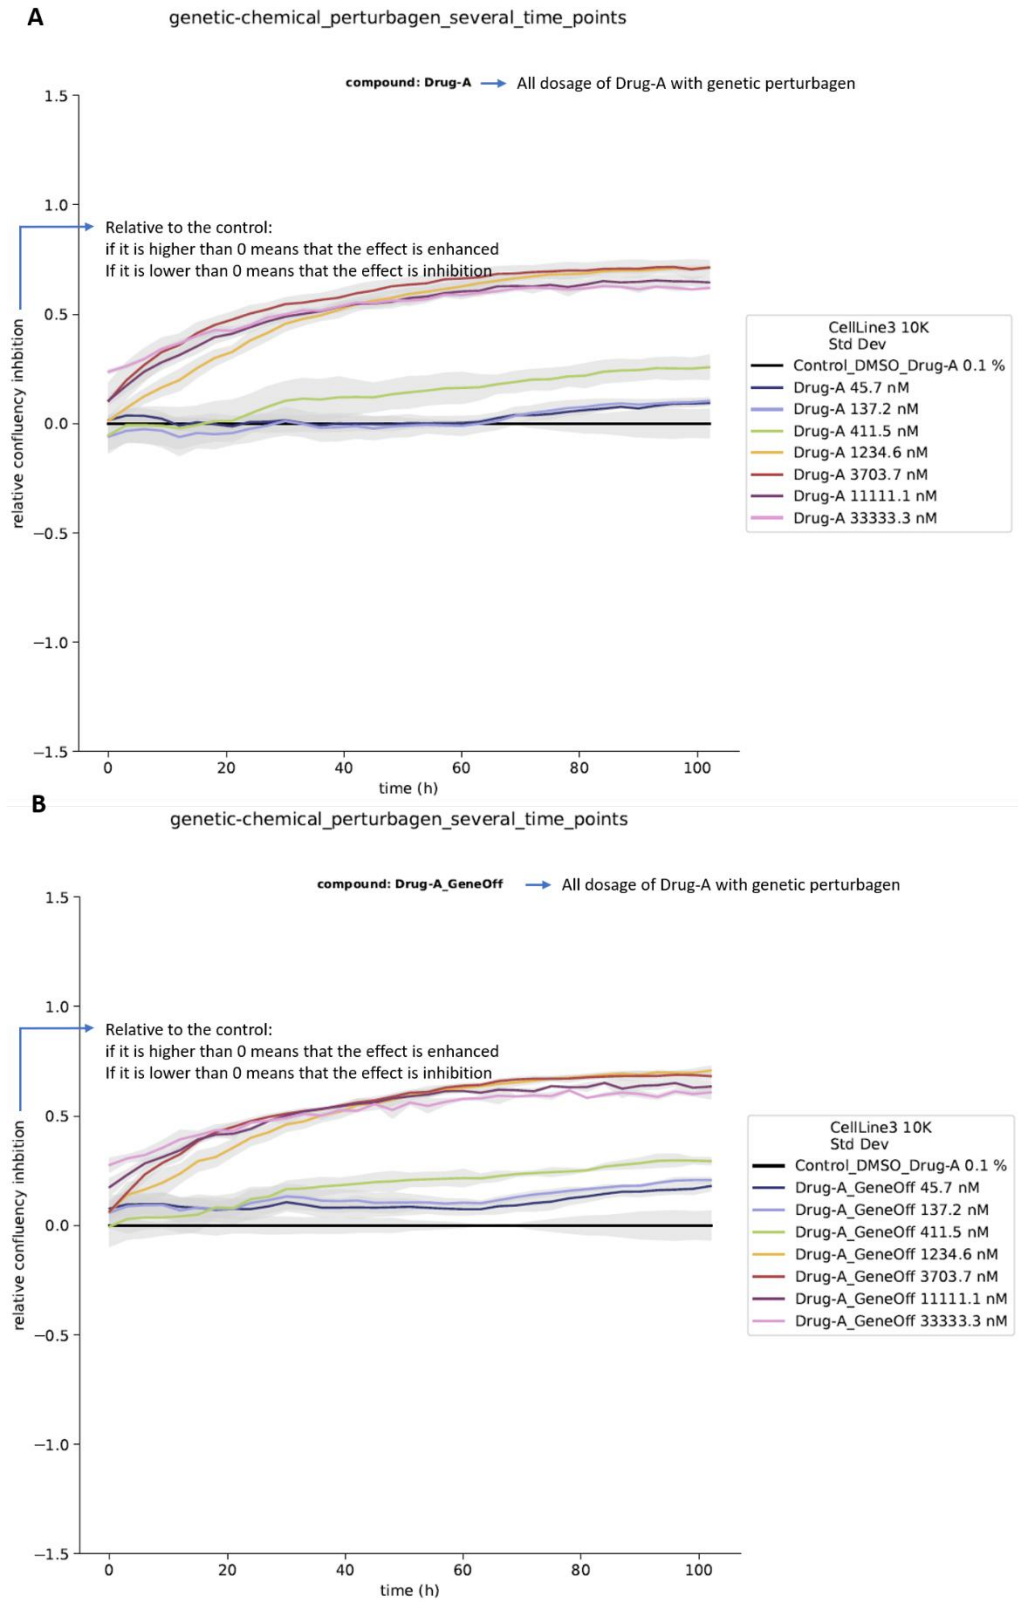 A
genetic-chemical_perturbagen_several_time_points
compound: Drug-A
All dosage of Drug-A with genetic perturbagen
1.5
1.0
Relative to the control:
if it is higher than 0 means that the effect is enhanced
If it is lower than 0 means that the effect is inhibition
0.5
0.0
−0.5
−1.0
−1.5
relative confluency inhbition
0
20
40
60
80
100
time (h)
CellLine3 10K
Std Dev
Control_DMSO_Drug-A 0.1 %
Drug-A 45.7 nM
Drug-A 137.2 nM
Drug-A 411.5 nM
Drug-A 1234.6 nM
Drug-A 3703.7 nM
Drug-A 11111.1 nM
Drug-A 33333.3 nM
B
genetic-chemical_perturbagen_several_time_points
compound: Drug-A_GeneOff
All dosage of Drug-A with genetic perturbagen
1.5
1.0
Relative to the control:
if it is higher than 0 means that the effect is enhanced
If it is lower than 0 means that the effect is inhibition
0.5
0.0
−0.5
−1.0
−1.5
relative confluency inhbition
0
20
40
60
80
100
time (h)
CellLine3 10K
Std Dev
Control_DMSO_Drug-A 0.1 %
Drug-A_GeneOff 45.7 nM
Drug-A_GeneOff 137.2 nM
Drug-A_GeneOff 411.5 nM
Drug-A_GeneOff 1234.6 nM
Drug-A_GeneOff 3703.7 nM
Drug-A_GeneOff 11111.1 nM
Drug-A_GeneOff 33333.3 nM